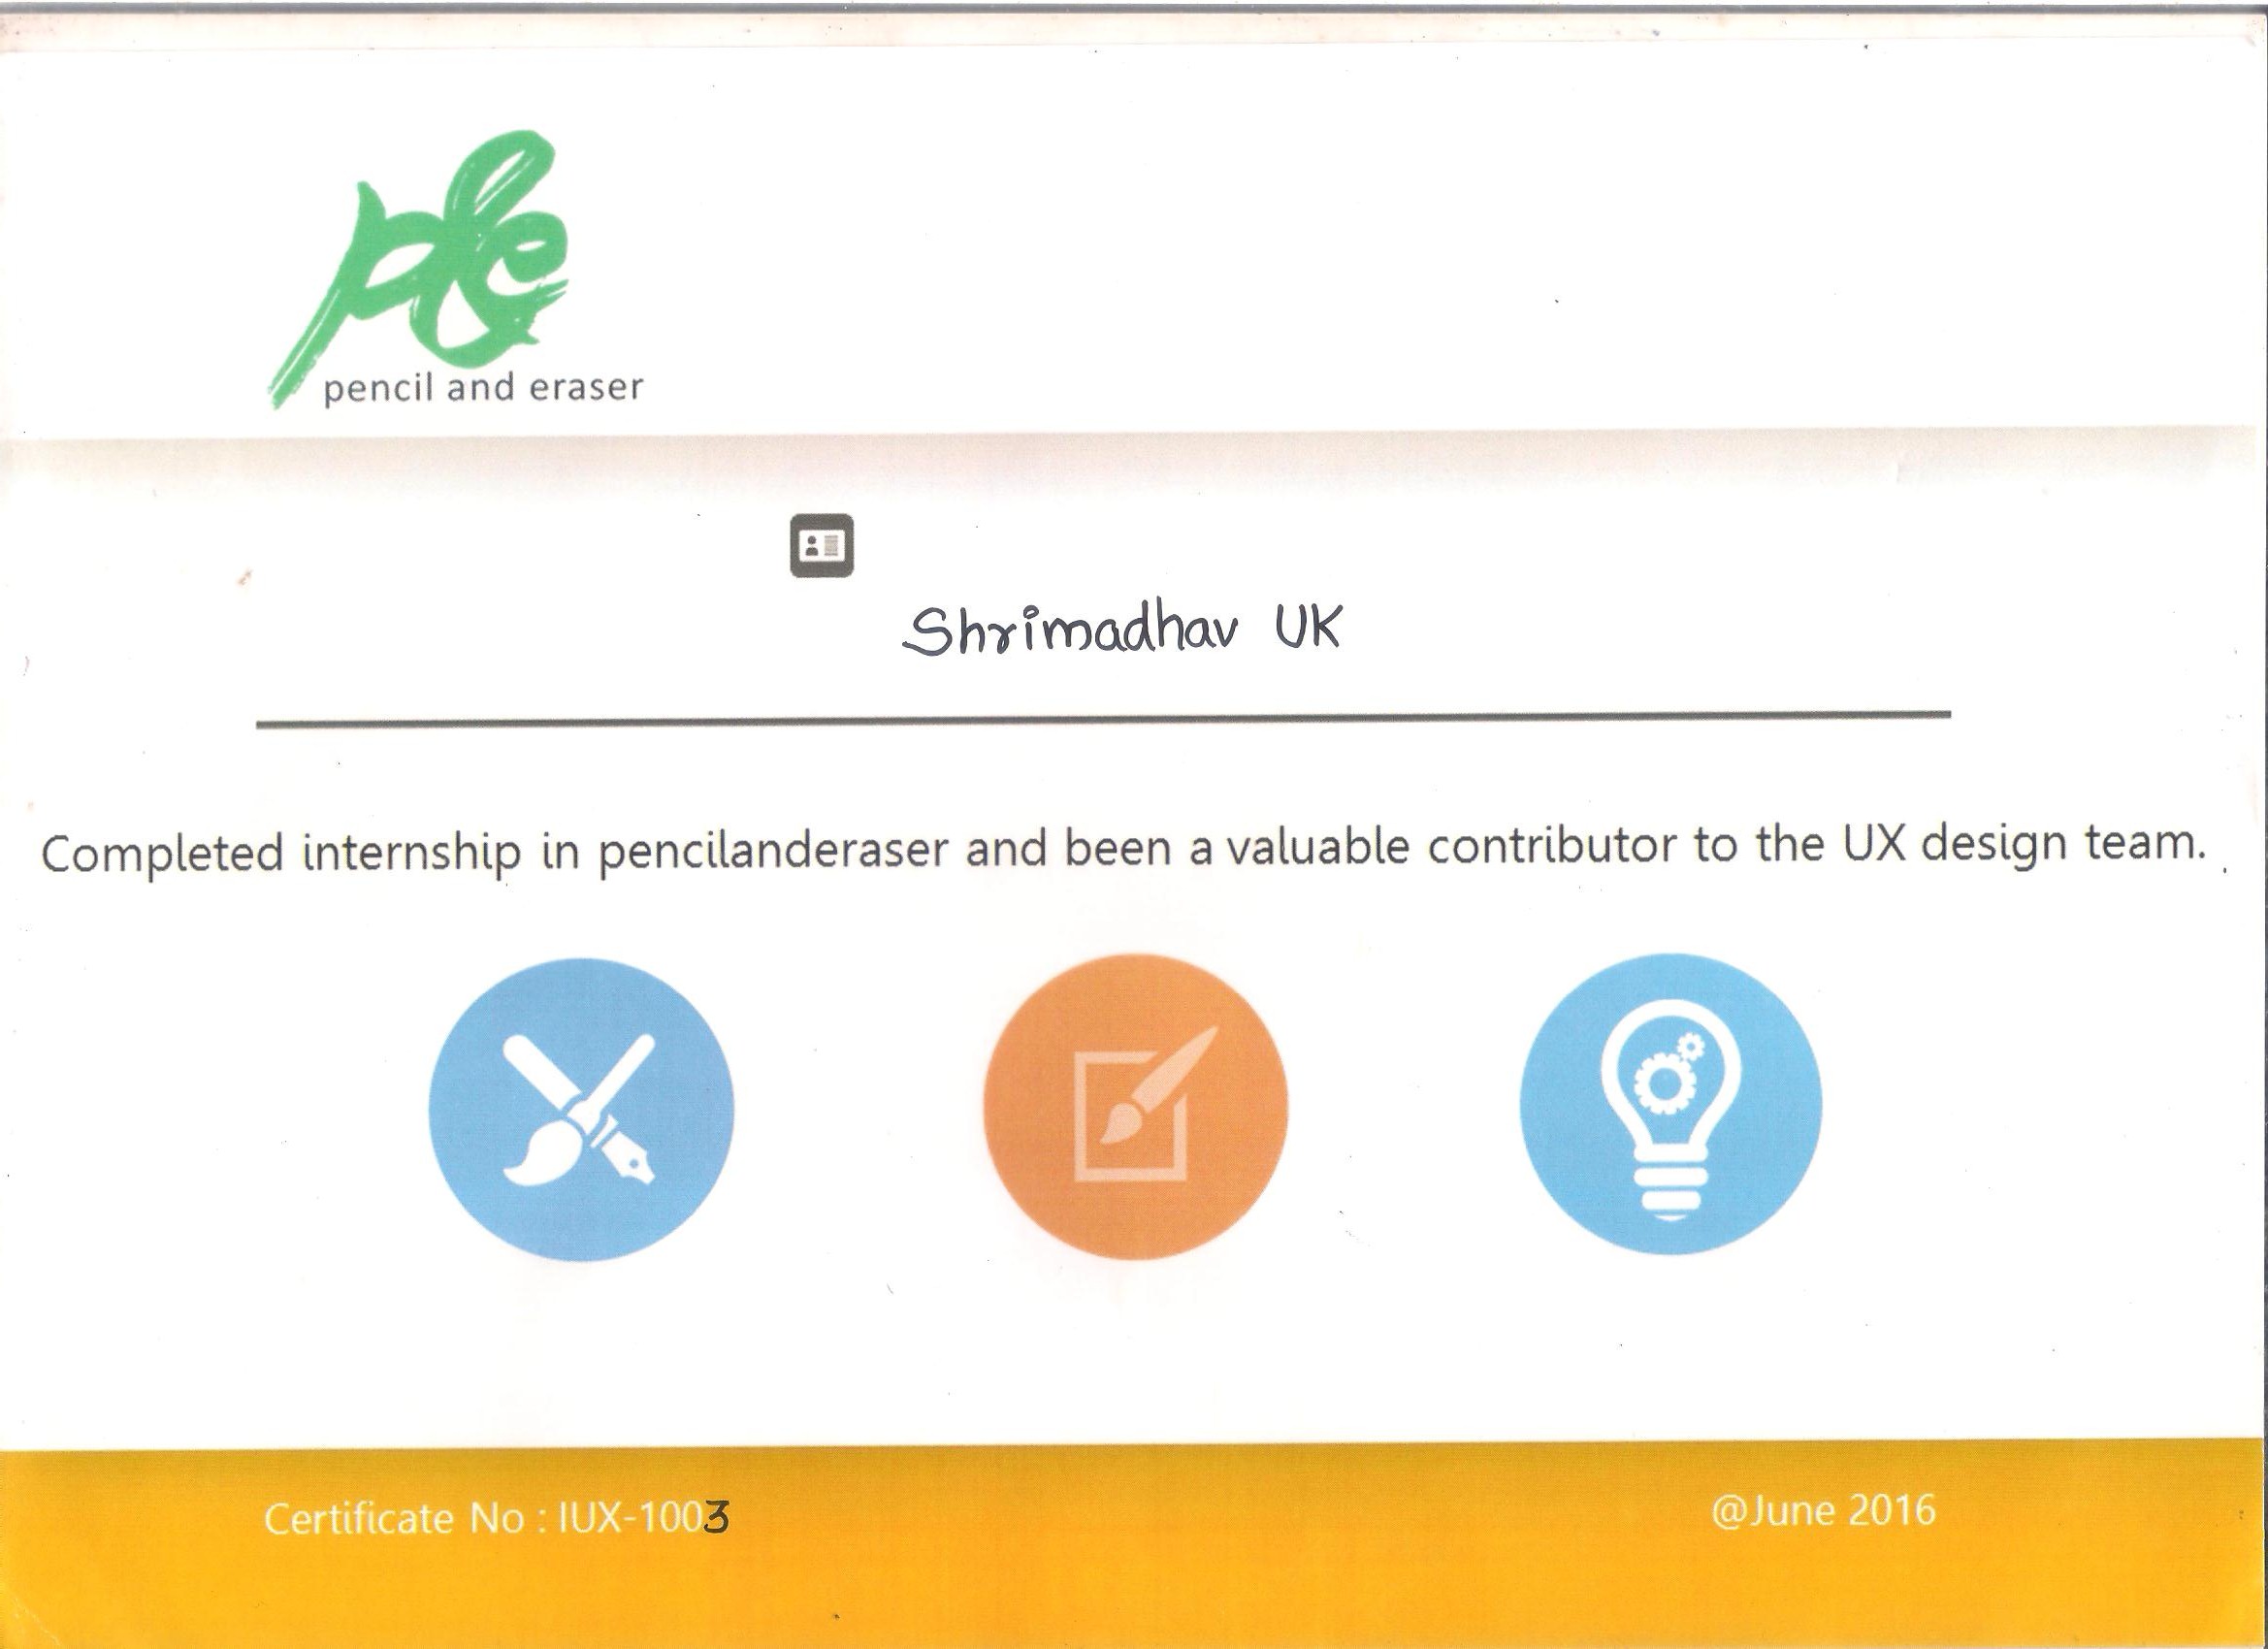 p&e
pencil and eraser
Shrimadhav UK
Completed internship in pencilanderaser and been a valuable contributor to the UX design team.
Certificate No : IUX-1003
@June 2016